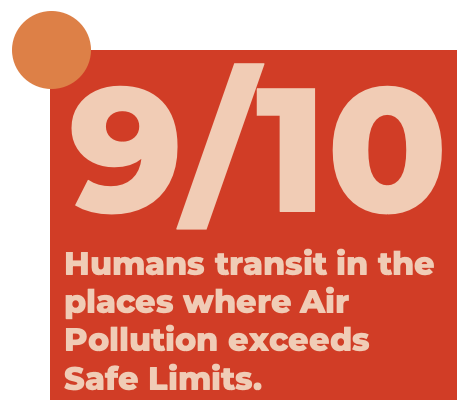 9/10
Humans transit in the
places where Air
Pollution exceeds
Safe Limits.